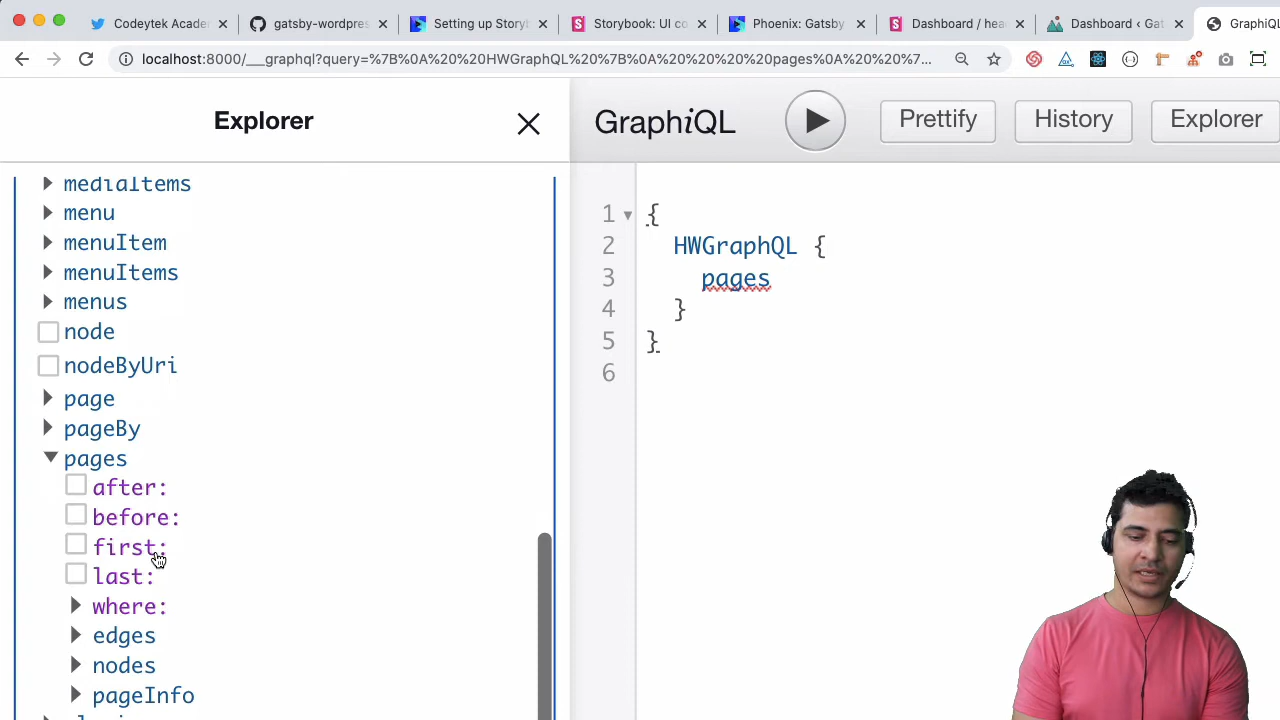 Codeytek Acade
gatsby-wordpres
Setting up Storyb
Storybook: UI co
Phoenix: Gatsby
Dashboard / hea
Dashboard ‹ Gat
GraphiQL
localhost:8000/___graphql?query=%7B%0A%20%20HWGraphQL%20%7B%0A%20%20%20%20pages%0A%20%20%7...
Explorer
GraphiQL
Prettify
History
Explorer
mediaItems
menu
menuItem
menuItems
menus
node
nodeByUri
page
pageBy
pages
after:
before:
first:
last:
where:
edges
nodes
pageInfo
1 {
2 HWGraphQL {
3 pages
4 }
5 }
6